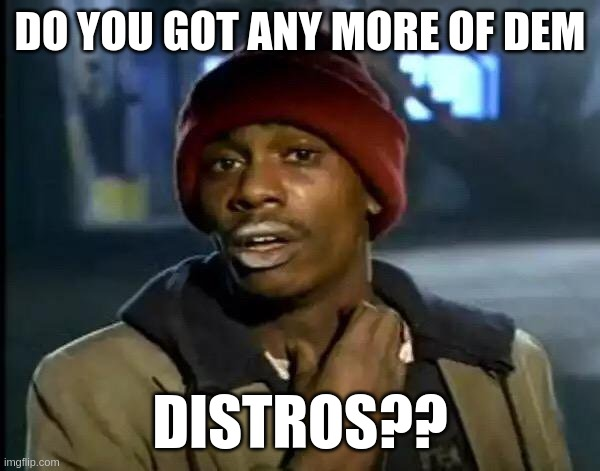 DO YOU GOT ANY MORE OF DEM
DISTROS??
imgflip.com